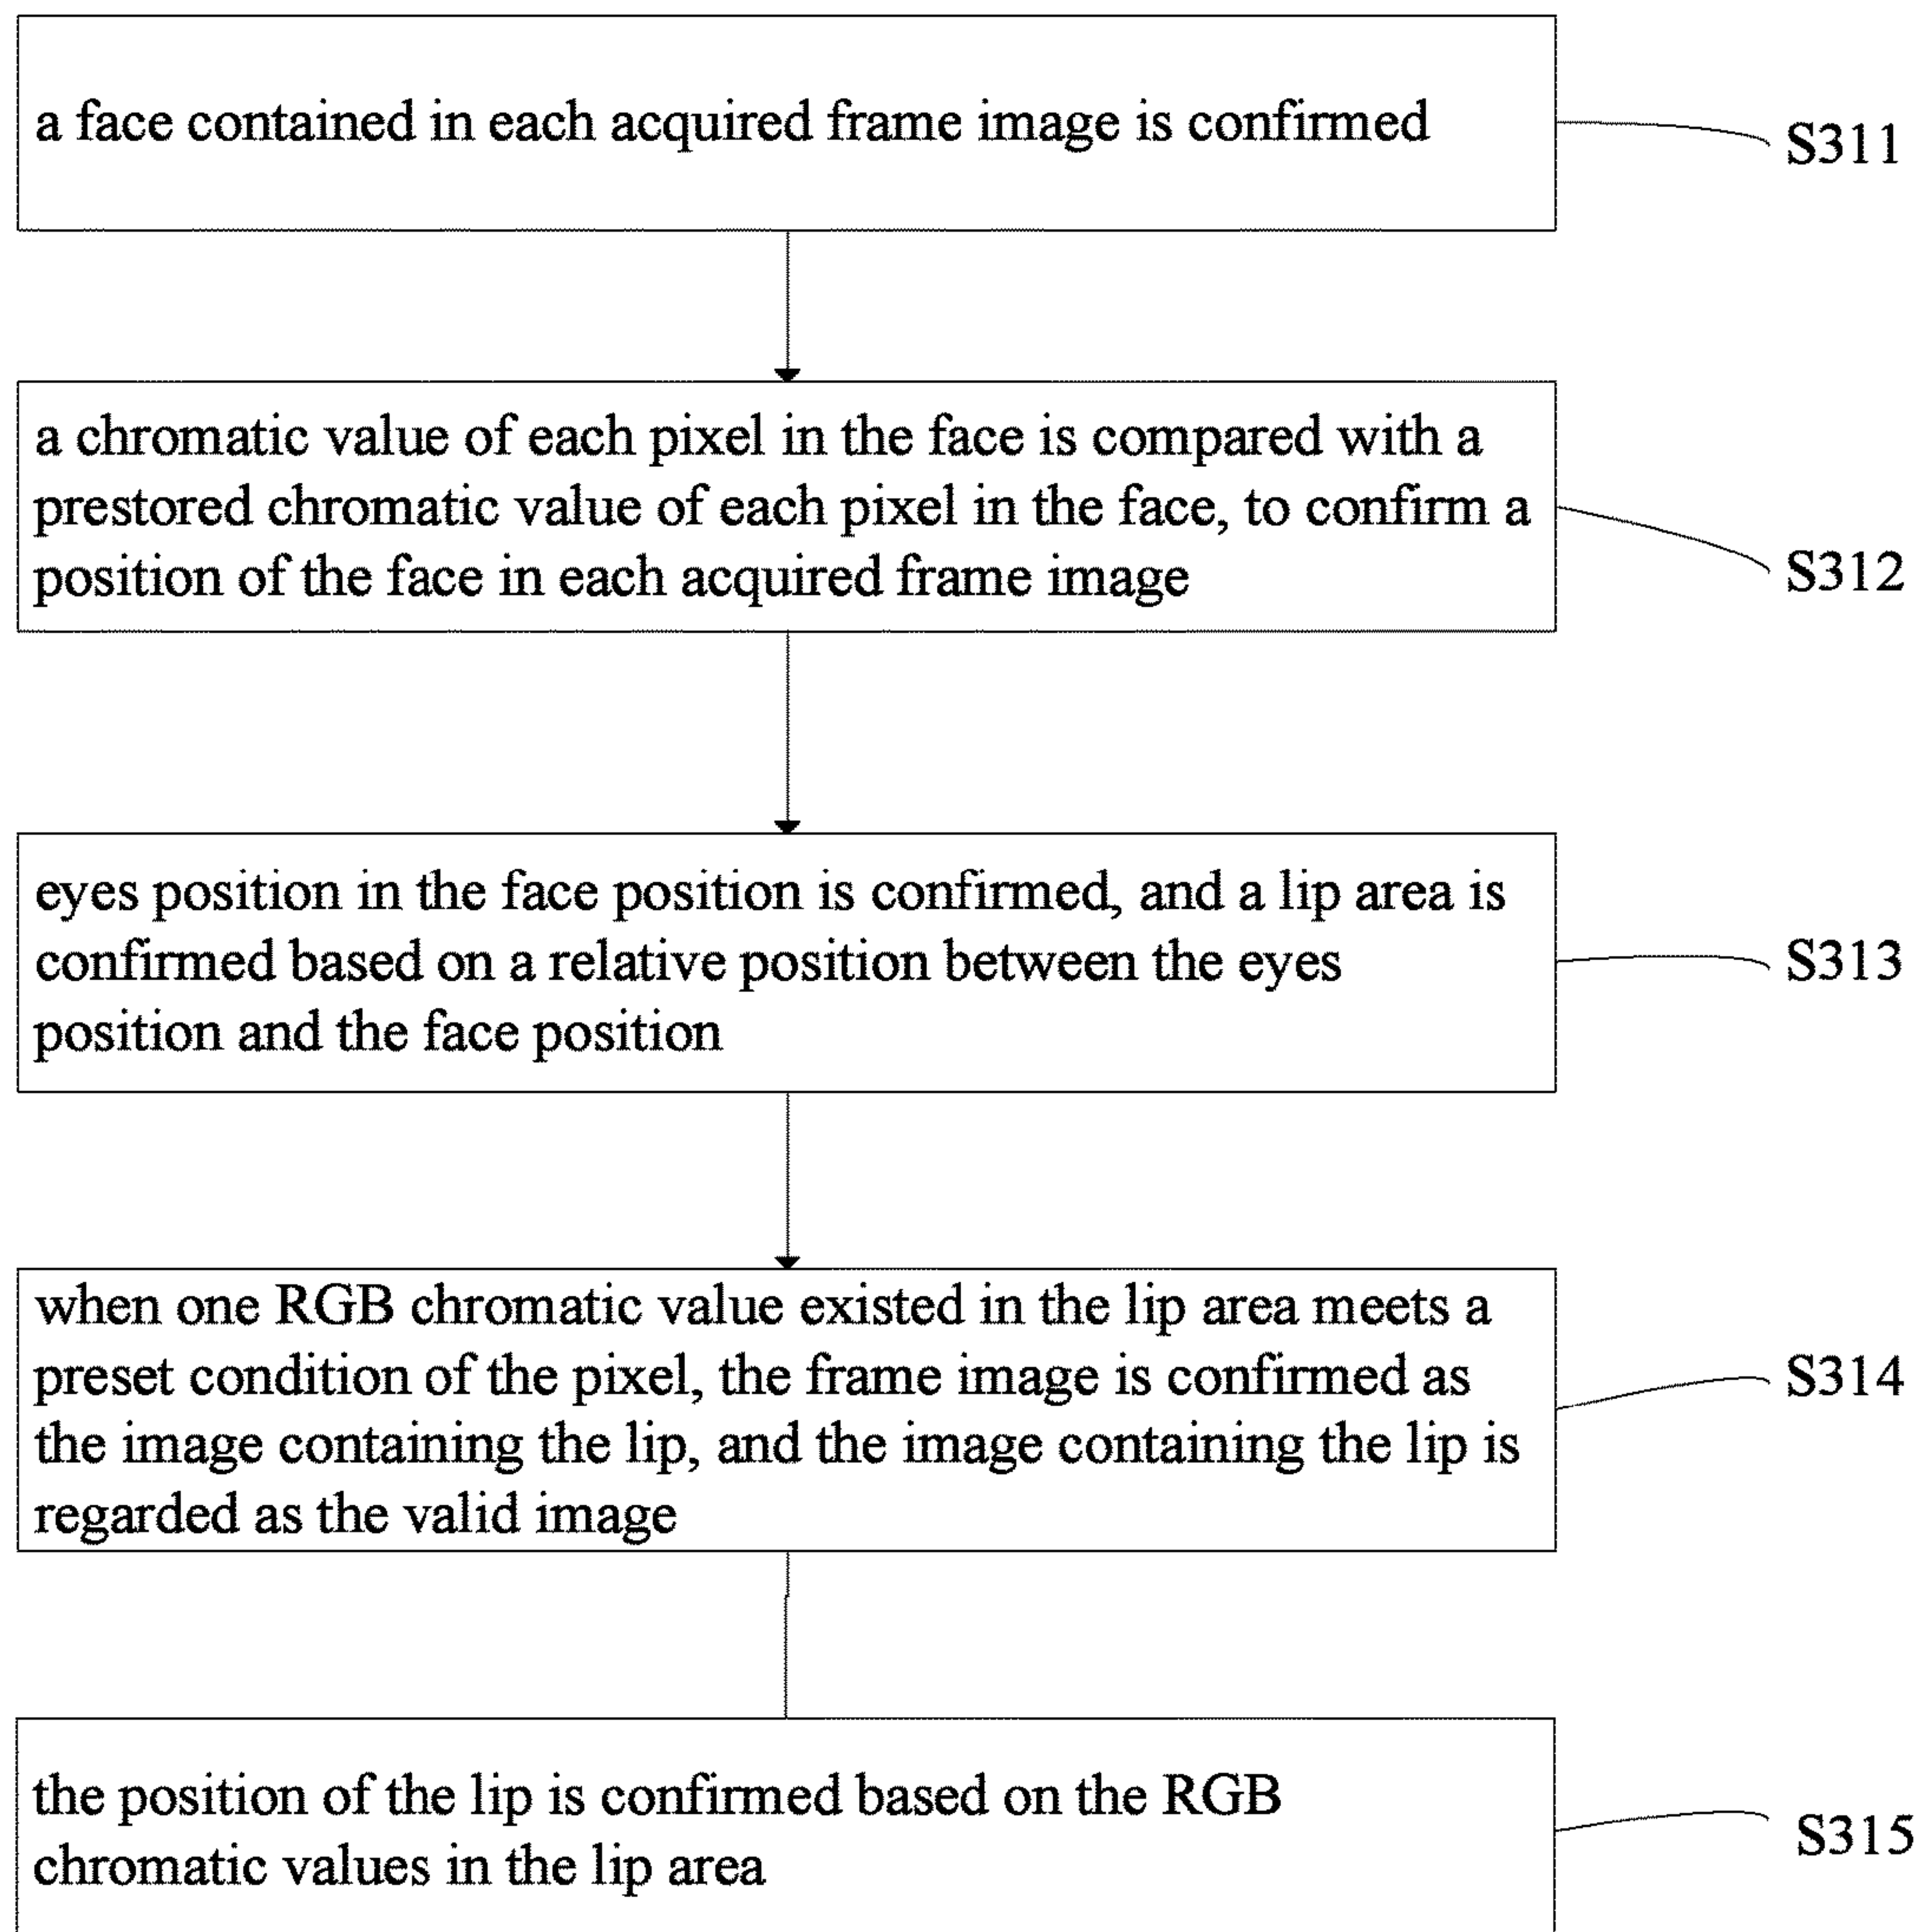 a face contained in each acquired frame image is confirmed
S311
a chromatic value of each pixel in the face is compared with a
prestored chromatic value of each pixel in the face, to confirm a
position of the face in each acquired frame image
S312
eyes position in the face position is confirmed, and a lip area is
confirmed based on a relative position between the eyes
position and the face position
S313
when one RGB chromatic value existed in the lip area meets a
preset condition of the pixel, the frame image is confirmed as
the image containing the lip, and the image containing the lip is
regarded as the valid image
S314
the position of the lip is confirmed based on the RGB
chromatic values in the lip area
S315